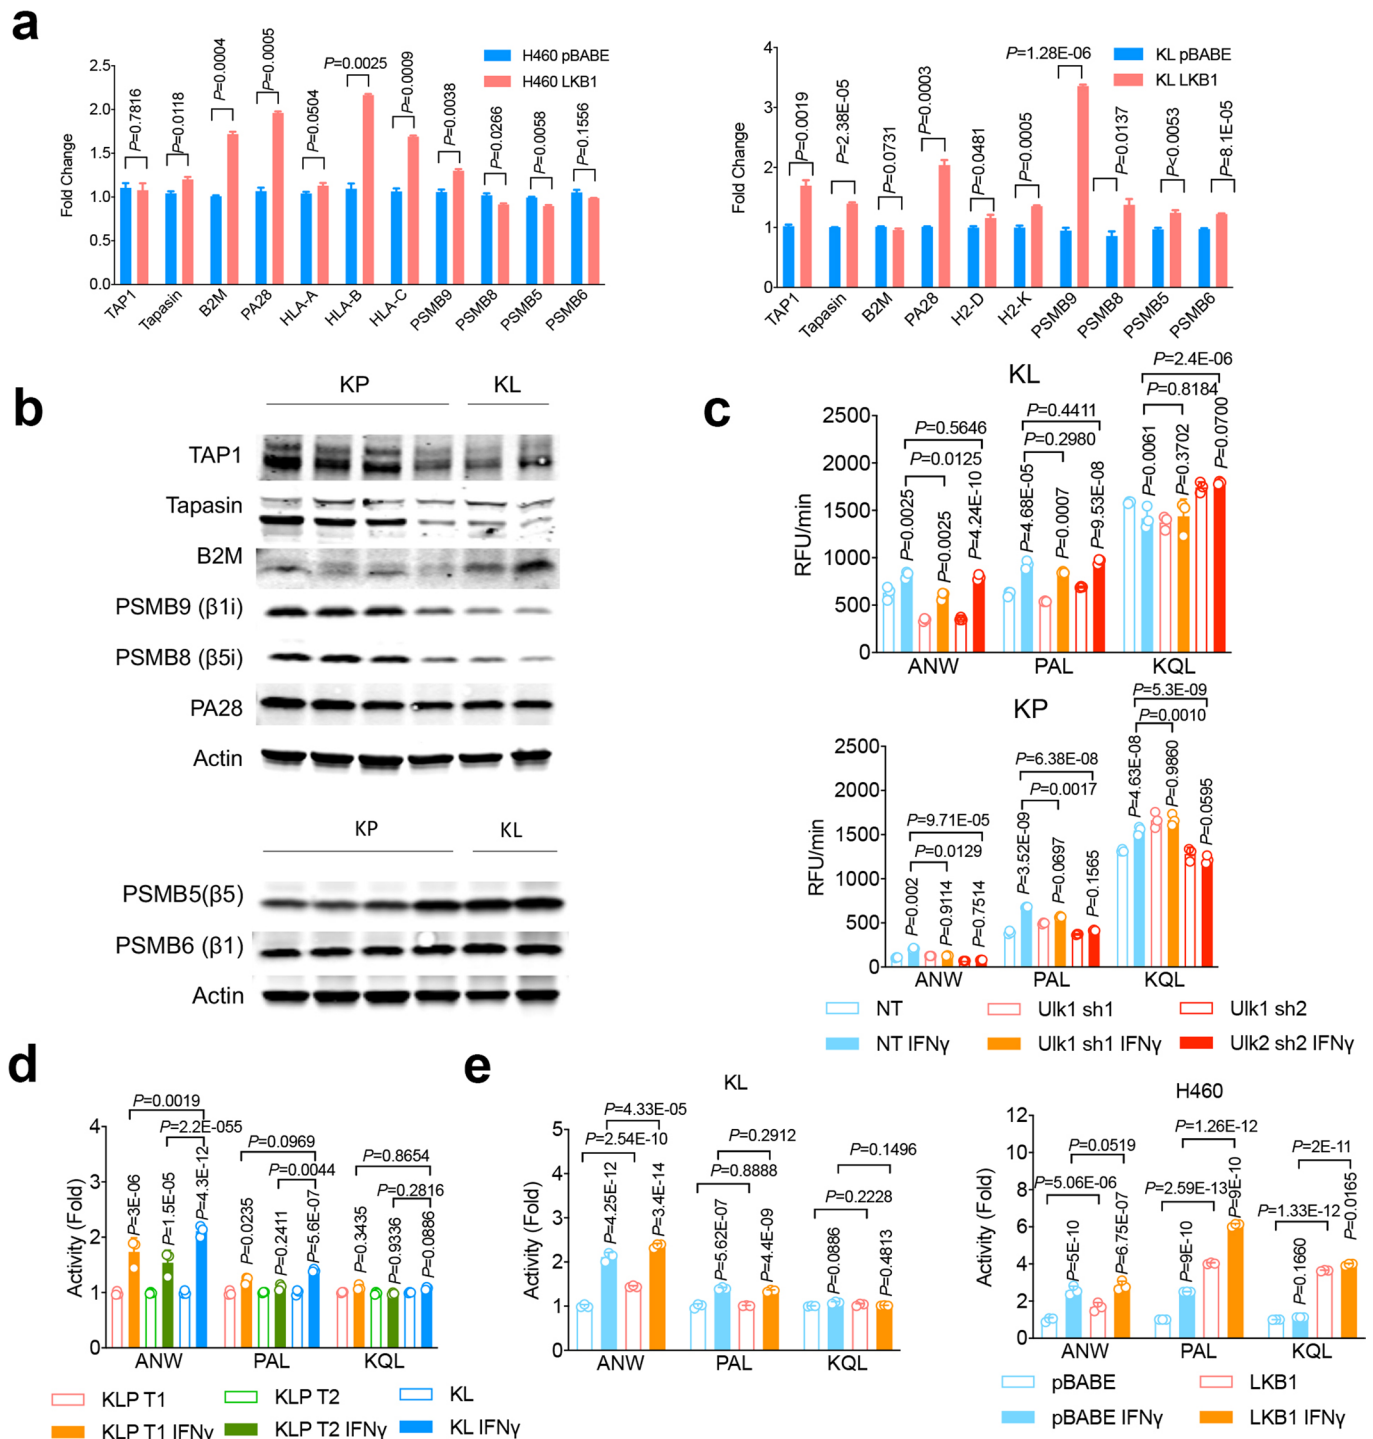 a
H460 pBABE
H460 LKB1
Fold Change
2.5
2.0
1.5
1.0
0.5
0.0
P=0.7816
P=0.0118
P=0.0004
P=0.0005
P=0.0504
P=0.0025
P=0.0009
P=0.0038
P=0.0266
P=0.0058
P=0.1556
TAP1
Tapasin
B2M
PA28
HLA-A
HLA-B
HLA-C
PSMB9
PSMB8
PSMB5
PSMB6
KL pBABE
KL LKB1
Fold Change
4
3
2
1
0
P=0.0019
P=2.38E-05
P=0.0731
P=0.0003
P=0.0481
P=0.0005
P=1.28E-06
P=0.0137
P<0.0053
P=8.1E-05
TAP1
Tapasin
B2M
PA28
H2-D
H2-K
PSMB9
PSMB8
PSMB5
PSMB6
b
KP KL
TAP1
Tapasin
B2M
PSMB9 (β1i)
PSMB8 (β5i)
PA28
Actin
KP KL
PSMB5(β5)
PSMB6 (β1)
Actin
c
KL
RFU/min
2500
2000
1500
1000
500
0
P=0.5646
P=0.0125
P=0.0025
P=0.0025
P=4.24E-10
P=0.4411
P=0.2980
P=4.68E-05
P=0.0007
P=9.53E-08
P=2.4E-06
P=0.8184
P=0.0061
P=0.3702
P=0.0700
ANW PAL KQL
KP
RFU/min
2500
2000
1500
1000
500
0
P=9.71E-05
P=0.0129
P=0.002
P=0.9114
P=0.7514
P=6.38E-08
P=0.0017
P=3.52E-09
P=0.0697
P=0.1565
P=5.3E-09
P=0.0010
P=4.63E-08
P=0.9860
P=0.0595
ANW PAL KQL
NT Ulk1 sh1 Ulk1 sh2
NT IFNγ Ulk1 sh1 IFNγ Ulk2 sh2 IFNγ
d
Activity (Fold)
4
3
2
1
0
P=0.0019
P=2.2E-055
P=3E-06
P=1.5E-05
P=4.3E-12
P=0.0969
P=0.0044
P=0.0235
P=0.2411
P=5.6E-07
P=0.8654
P=0.2816
P=0.3435
P=0.9336
P=0.0886
ANW PAL KQL
KLP T1 KLP T2 KL
KLP T1 IFNγ KLP T2 IFNγ KL IFNγ
e
KL
Activity (Fold)
5
4
3
2
1
0
P=4.33E-05
P=2.54E-10
P=4.25E-12
P=3.4E-14
P=0.2912
P=0.8888
P=5.62E-07
P=4.4E-09
P=0.1496
P=0.2228
P=0.0886
P=0.4813
ANW PAL KQL
H460
Activity (Fold)
12
10
8
6
4
2
0
P=0.0519
P=5.06E-06
P=5E-10
P=6.75E-07
P=1.26E-12
P=2.59E-13
P=9E-10
P=9E-10
P=2E-11
P=1.33E-12
P=0.1660
P=0.0165
ANW PAL KQL
pBABE LKB1
pBABE IFNγ LKB1 IFNγ